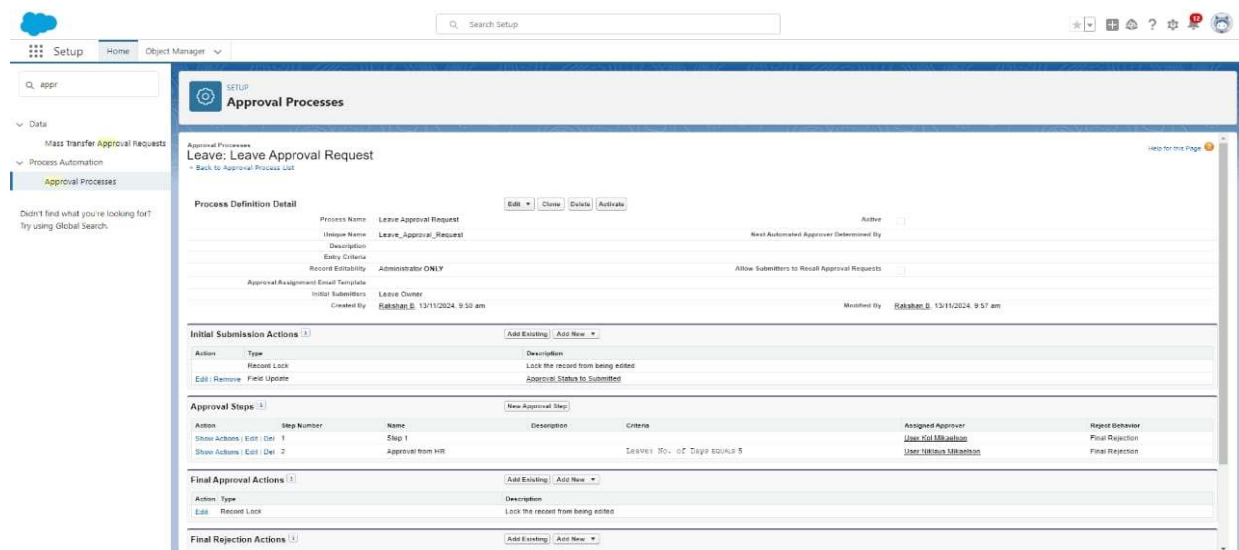 Search Setup
12
Setup Home Object Manager
appr
SETUP
Approval Processes
Data
Mass Transfer Approval Requests
Process Automation
Approval Processes
Didn't find what you're looking for?
Try using Global Search.
Approval Processes
Leave: Leave Approval Request
« Back to Approval Process List
Help for this Page
Process Definition Detail Edit Clone Delete Activate
Process Name Leave Approval Request Active
Unique Name Leave_Approval_Request Next Automated Approver Determined By
Description
Entry Criteria
Record Editability Administrator ONLY Allow Submitters to Recall Approval Requests
Approval Assignment Email Template
Initial Submitters Leave Owner
Created By Rakshan B, 13/11/2024, 9:50 am Modified By Rakshan B, 13/11/2024, 9:57 am
Initial Submission Actions Add Existing Add New
Action Type Description
Record Lock Lock the record from being edited
Edit | Remove Field Update Approval Status to Submitted
Approval Steps New Approval Step
Action Step Number Name Description Criteria Assigned Approver Reject Behavior
Show Actions | Edit | Del 1 Step 1 User Kol Mikaelson Final Rejection
Show Actions | Edit | Del 2 Approval from HR Leave: No. of Days EQUALS 5 User Niklaus Mikaelson Final Rejection
Final Approval Actions Add Existing Add New
Action Type Description
Edit Record Lock Lock the record from being edited
Final Rejection Actions Add Existing Add New